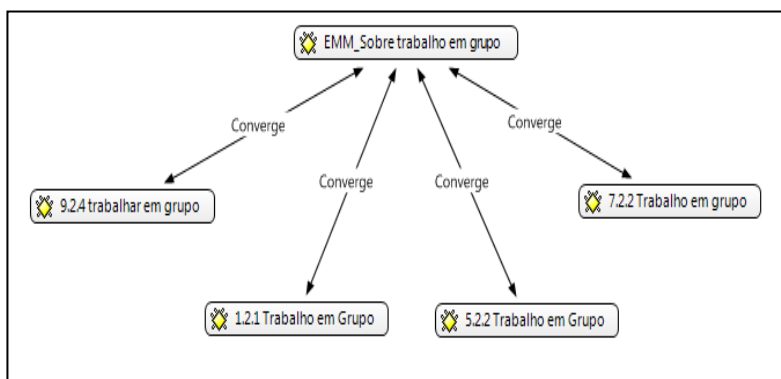 EMM_Sobre trabalho em grupo
Converge
Converge
Converge
Converge
9.2.4 trabalhar em grupo
7.2.2 Trabalho em grupo
1.2.1 Trabalho em Grupo
5.2.2 Trabalho em Grupo